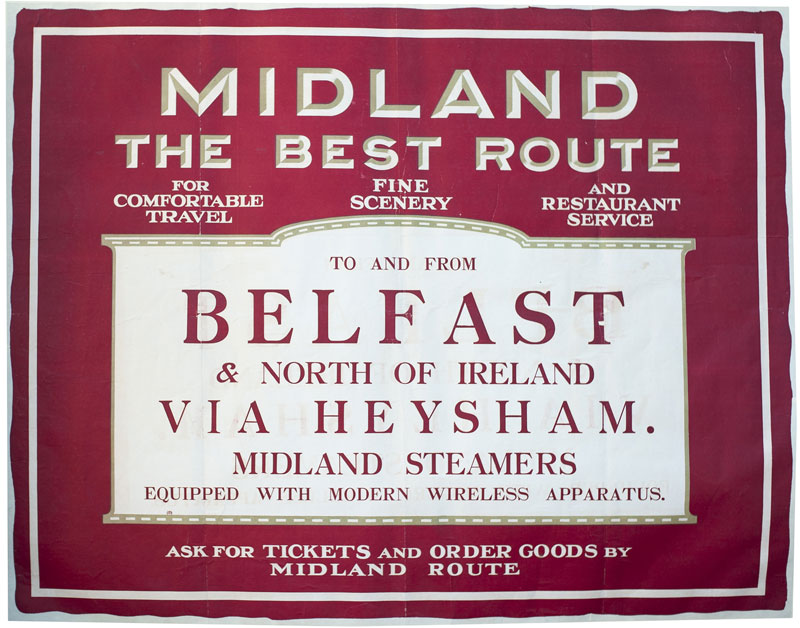 MIDLAND
THE BEST ROUTE
FOR
COMFORTABLE
TRAVEL
FINE
SCENERY
AND
RESTAURANT
SERVICE
TO AND FROM
BELFAST
& NORTH OF IRELAND
VIA HEYSHAM.
MIDLAND STEAMERS
EQUIPPED WITH MODERN WIRELESS APPARATUS.
ASK FOR TICKETS AND ORDER GOODS BY
MIDLAND ROUTE